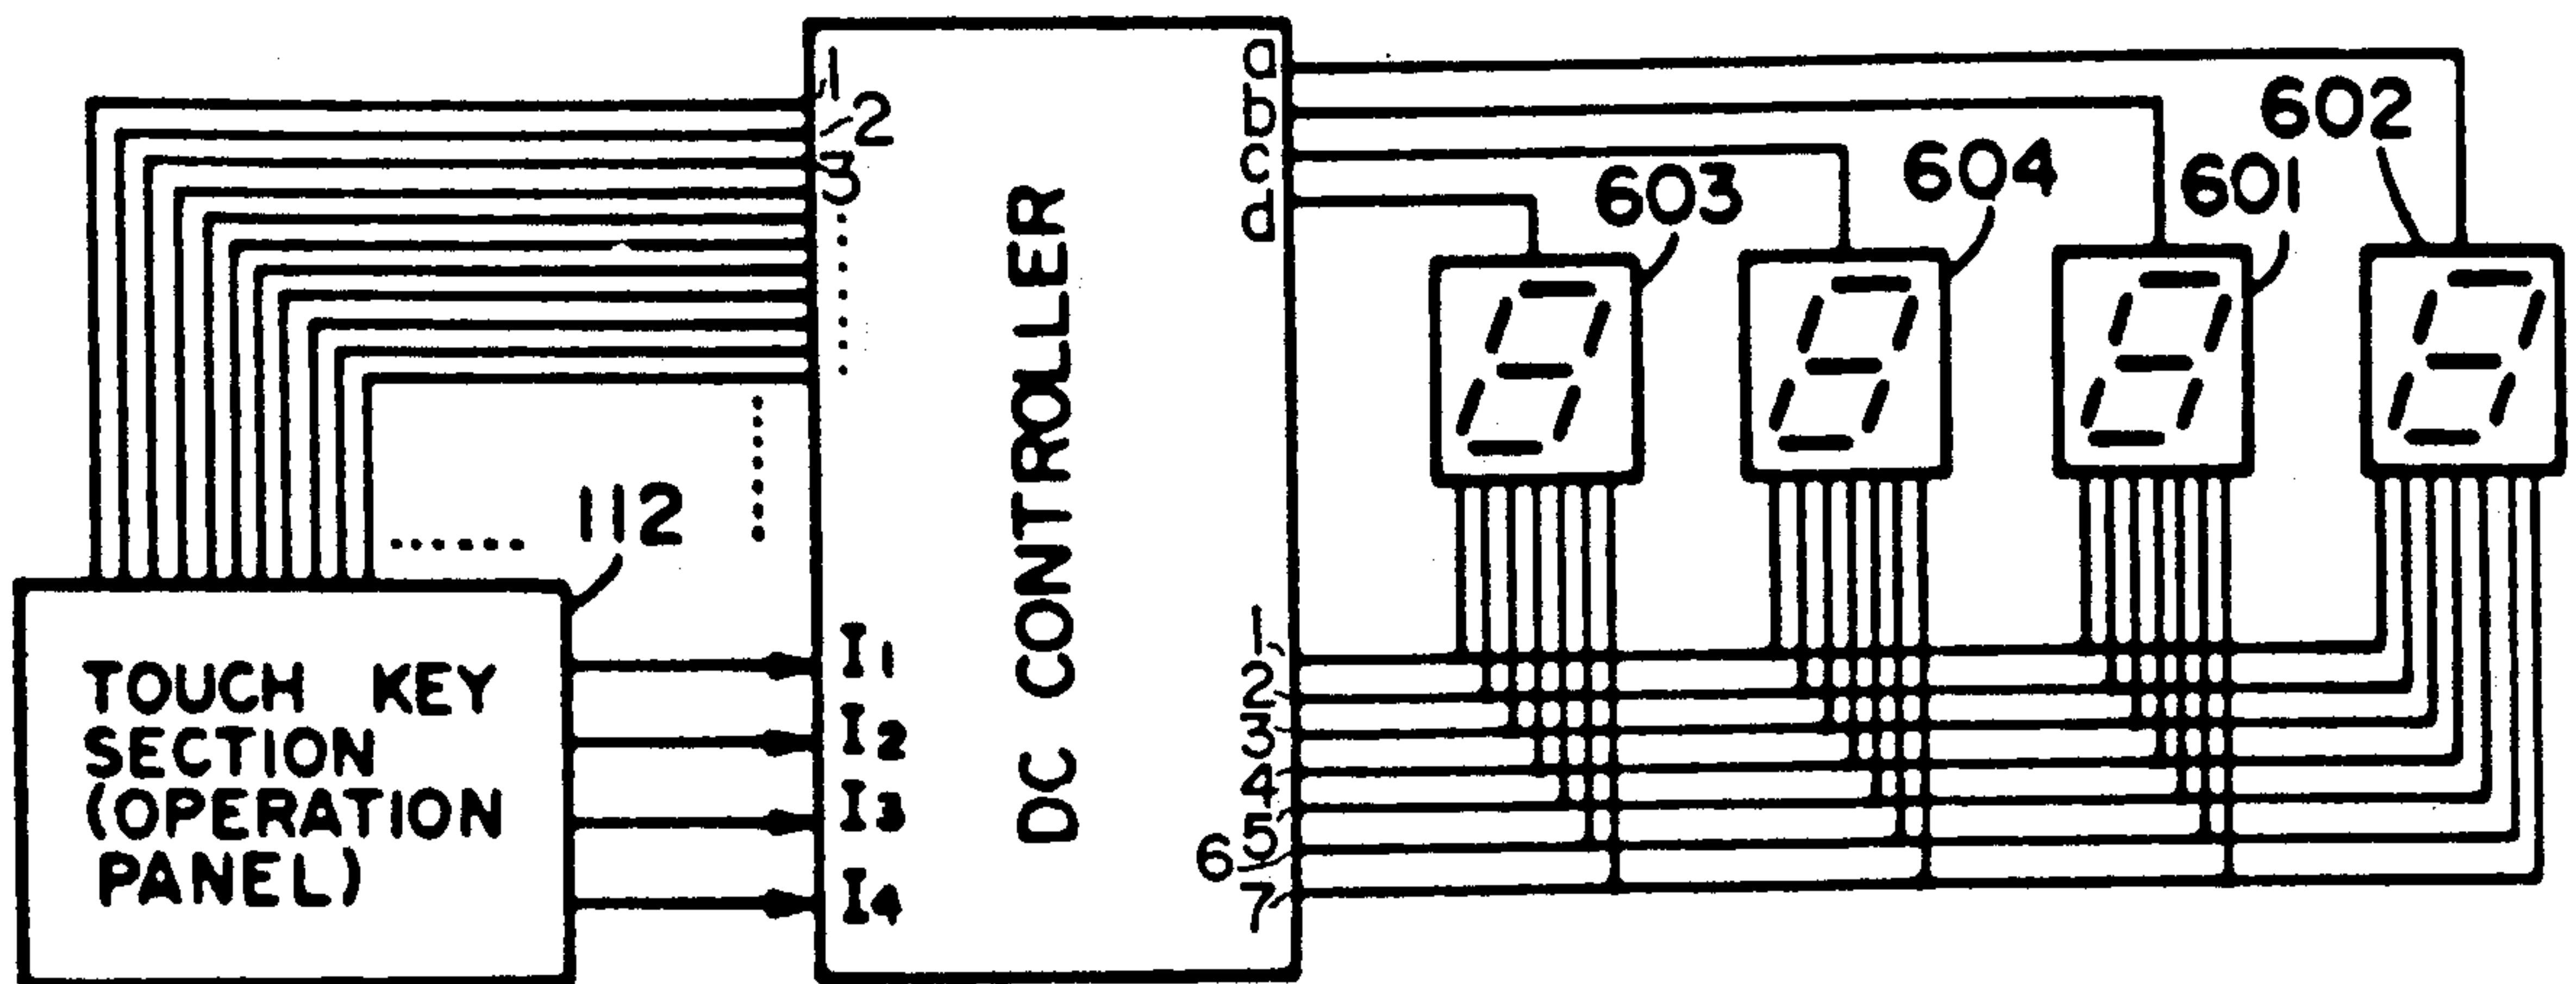 1
2
3
DC CONTROLLER
a
b
c
d
603
604
601
602
112
TOUCH KEY
SECTION
(OPERATION
PANEL)
I1
I2
I3
I4
1
2
3
4
5
6
7